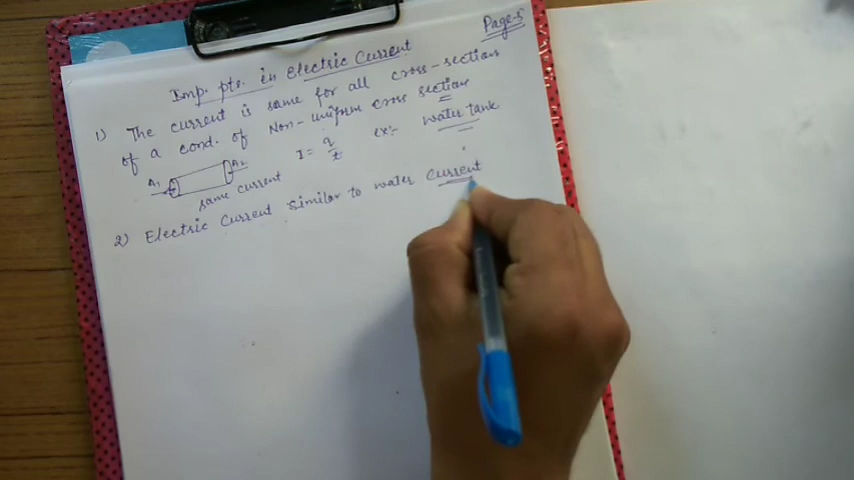 Page-5
Imp. pts. in Electric Current
1) The current is same for all cross-section
of a cond. of Non-uniform cross section
A1 A2 I = q/t ex:- water tank
same current
2) Electric Current Similar to water Current